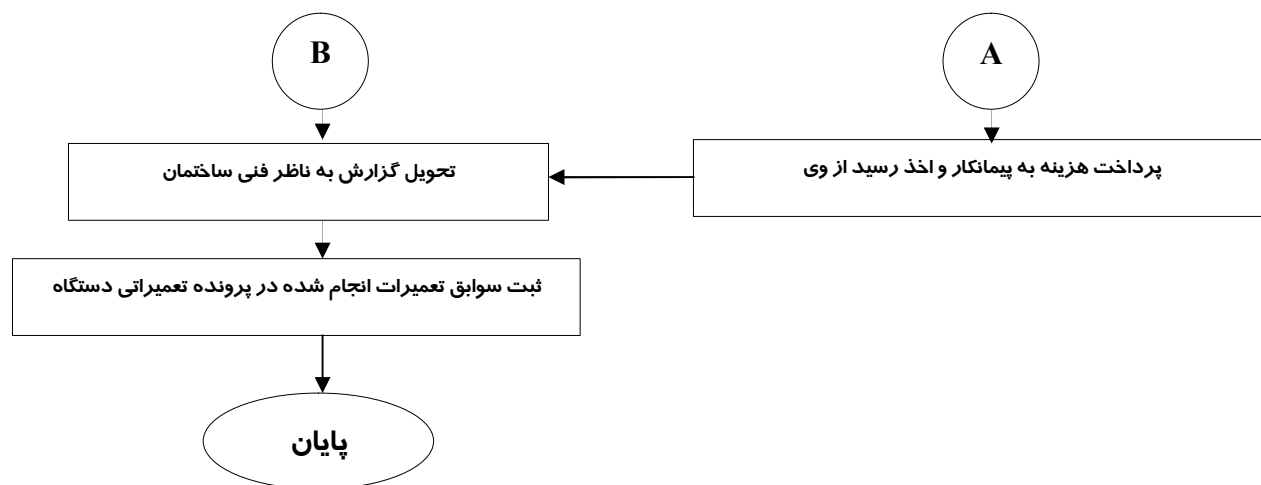 A
B
پرداخت هزینه به پیمانکار و اخذ رسید از وی
تحویل گزارش به ناظر فنی ساختمان
ثبت سوابق تعمیرات انجام شده در پرونده تعمیراتی دستگاه
پایان